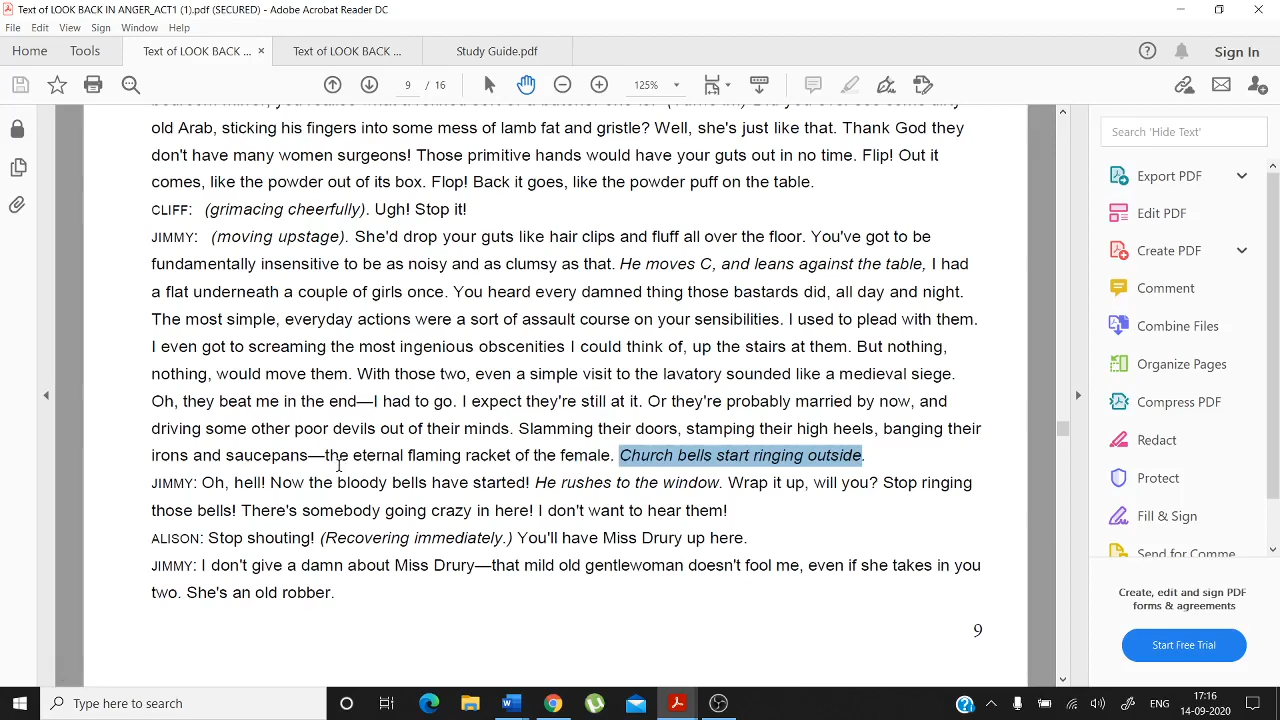 Text of LOOK BACK IN ANGER_ACT1 (1).pdf (SECURED) - Adobe Acrobat Reader DC
File Edit View Sign Window Help
Home Tools Text of LOOK BACK ... × Text of LOOK BACK ... Study Guide.pdf Sign In
9 / 16 125%
old Arab, sticking his fingers into some mess of lamb fat and gristle? Well, she's just like that. Thank God they
don't have many women surgeons! Those primitive hands would have your guts out in no time. Flip! Out it
comes, like the powder out of its box. Flop! Back it goes, like the powder puff on the table.
CLIFF: (grimacing cheerfully). Ugh! Stop it!
JIMMY: (moving upstage). She'd drop your guts like hair clips and fluff all over the floor. You've got to be
fundamentally insensitive to be as noisy and as clumsy as that. He moves C, and leans against the table, I had
a flat underneath a couple of girls once. You heard every damned thing those bastards did, all day and night.
The most simple, everyday actions were a sort of assault course on your sensibilities. I used to plead with them.
I even got to screaming the most ingenious obscenities I could think of, up the stairs at them. But nothing,
nothing, would move them. With those two, even a simple visit to the lavatory sounded like a medieval siege.
Oh, they beat me in the end—I had to go. I expect they're still at it. Or they're probably married by now, and
driving some other poor devils out of their minds. Slamming their doors, stamping their high heels, banging their
irons and saucepans—the eternal flaming racket of the female. Church bells start ringing outside.
JIMMY: Oh, hell! Now the bloody bells have started! He rushes to the window. Wrap it up, will you? Stop ringing
those bells! There's somebody going crazy in here! I don't want to hear them!
ALISON: Stop shouting! (Recovering immediately.) You'll have Miss Drury up here.
JIMMY: I don't give a damn about Miss Drury—that mild old gentlewoman doesn't fool me, even if she takes in you
two. She's an old robber.
9
Search 'Hide Text'
Export PDF
Edit PDF
Create PDF
Comment
Combine Files
Organize Pages
Compress PDF
Redact
Protect
Fill & Sign
Send for Comme
Create, edit and sign PDF
forms & agreements
Start Free Trial
Type here to search
ENG
17:16
14-09-2020